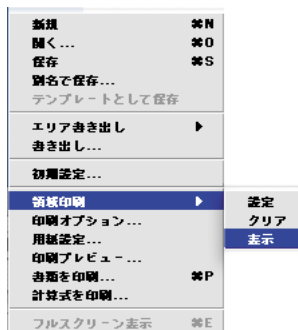 新規 ⌘N
開く... ⌘O
保存 ⌘S
別名で保存...
テンプレートとして保存
エリア書き出し ▶
書き出し...
初期設定...
領域印刷 ▶
設定
印刷オプション...
クリア
用紙設定...
表示
印刷プレビュー...
書類を印刷... ⌘P
計算式を印刷...
フルスクリーン表示 ⌘E